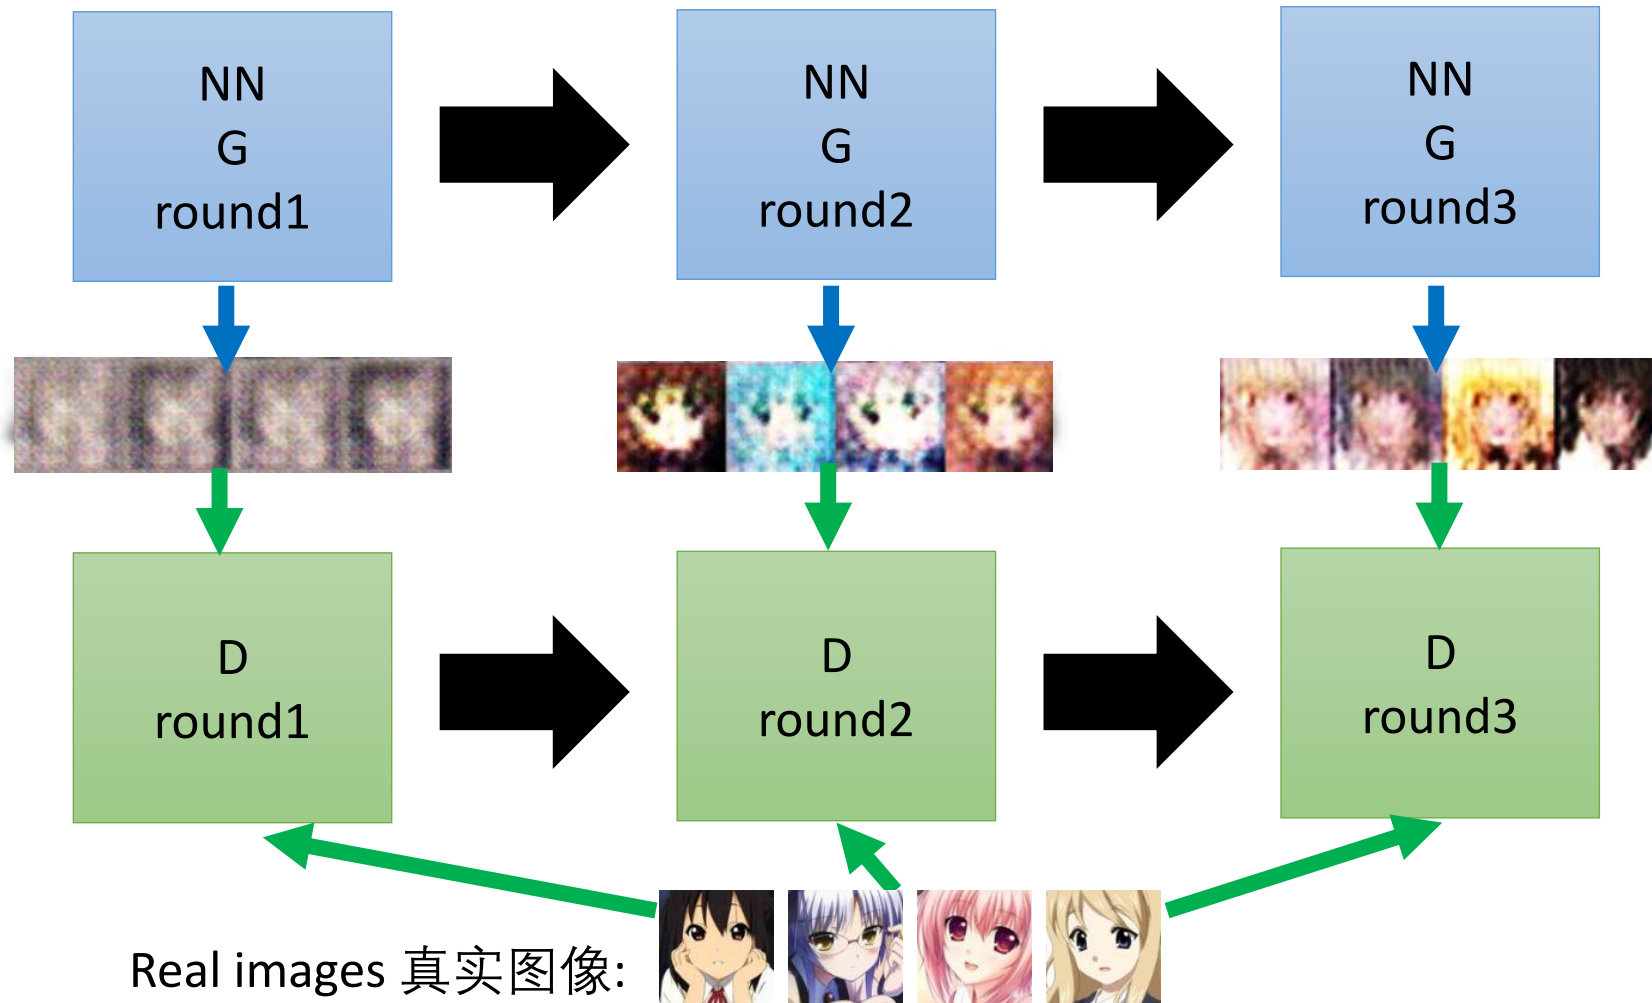 NN
G
round1
NN
G
round2
NN
G
round3
D
round1
D
round2
D
round3
Real images 真实图像: